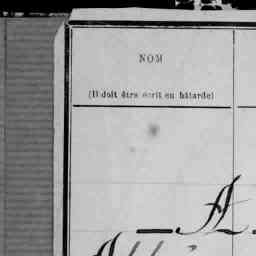 NOM
(Il doit être écrit en bâtarde)
— A.